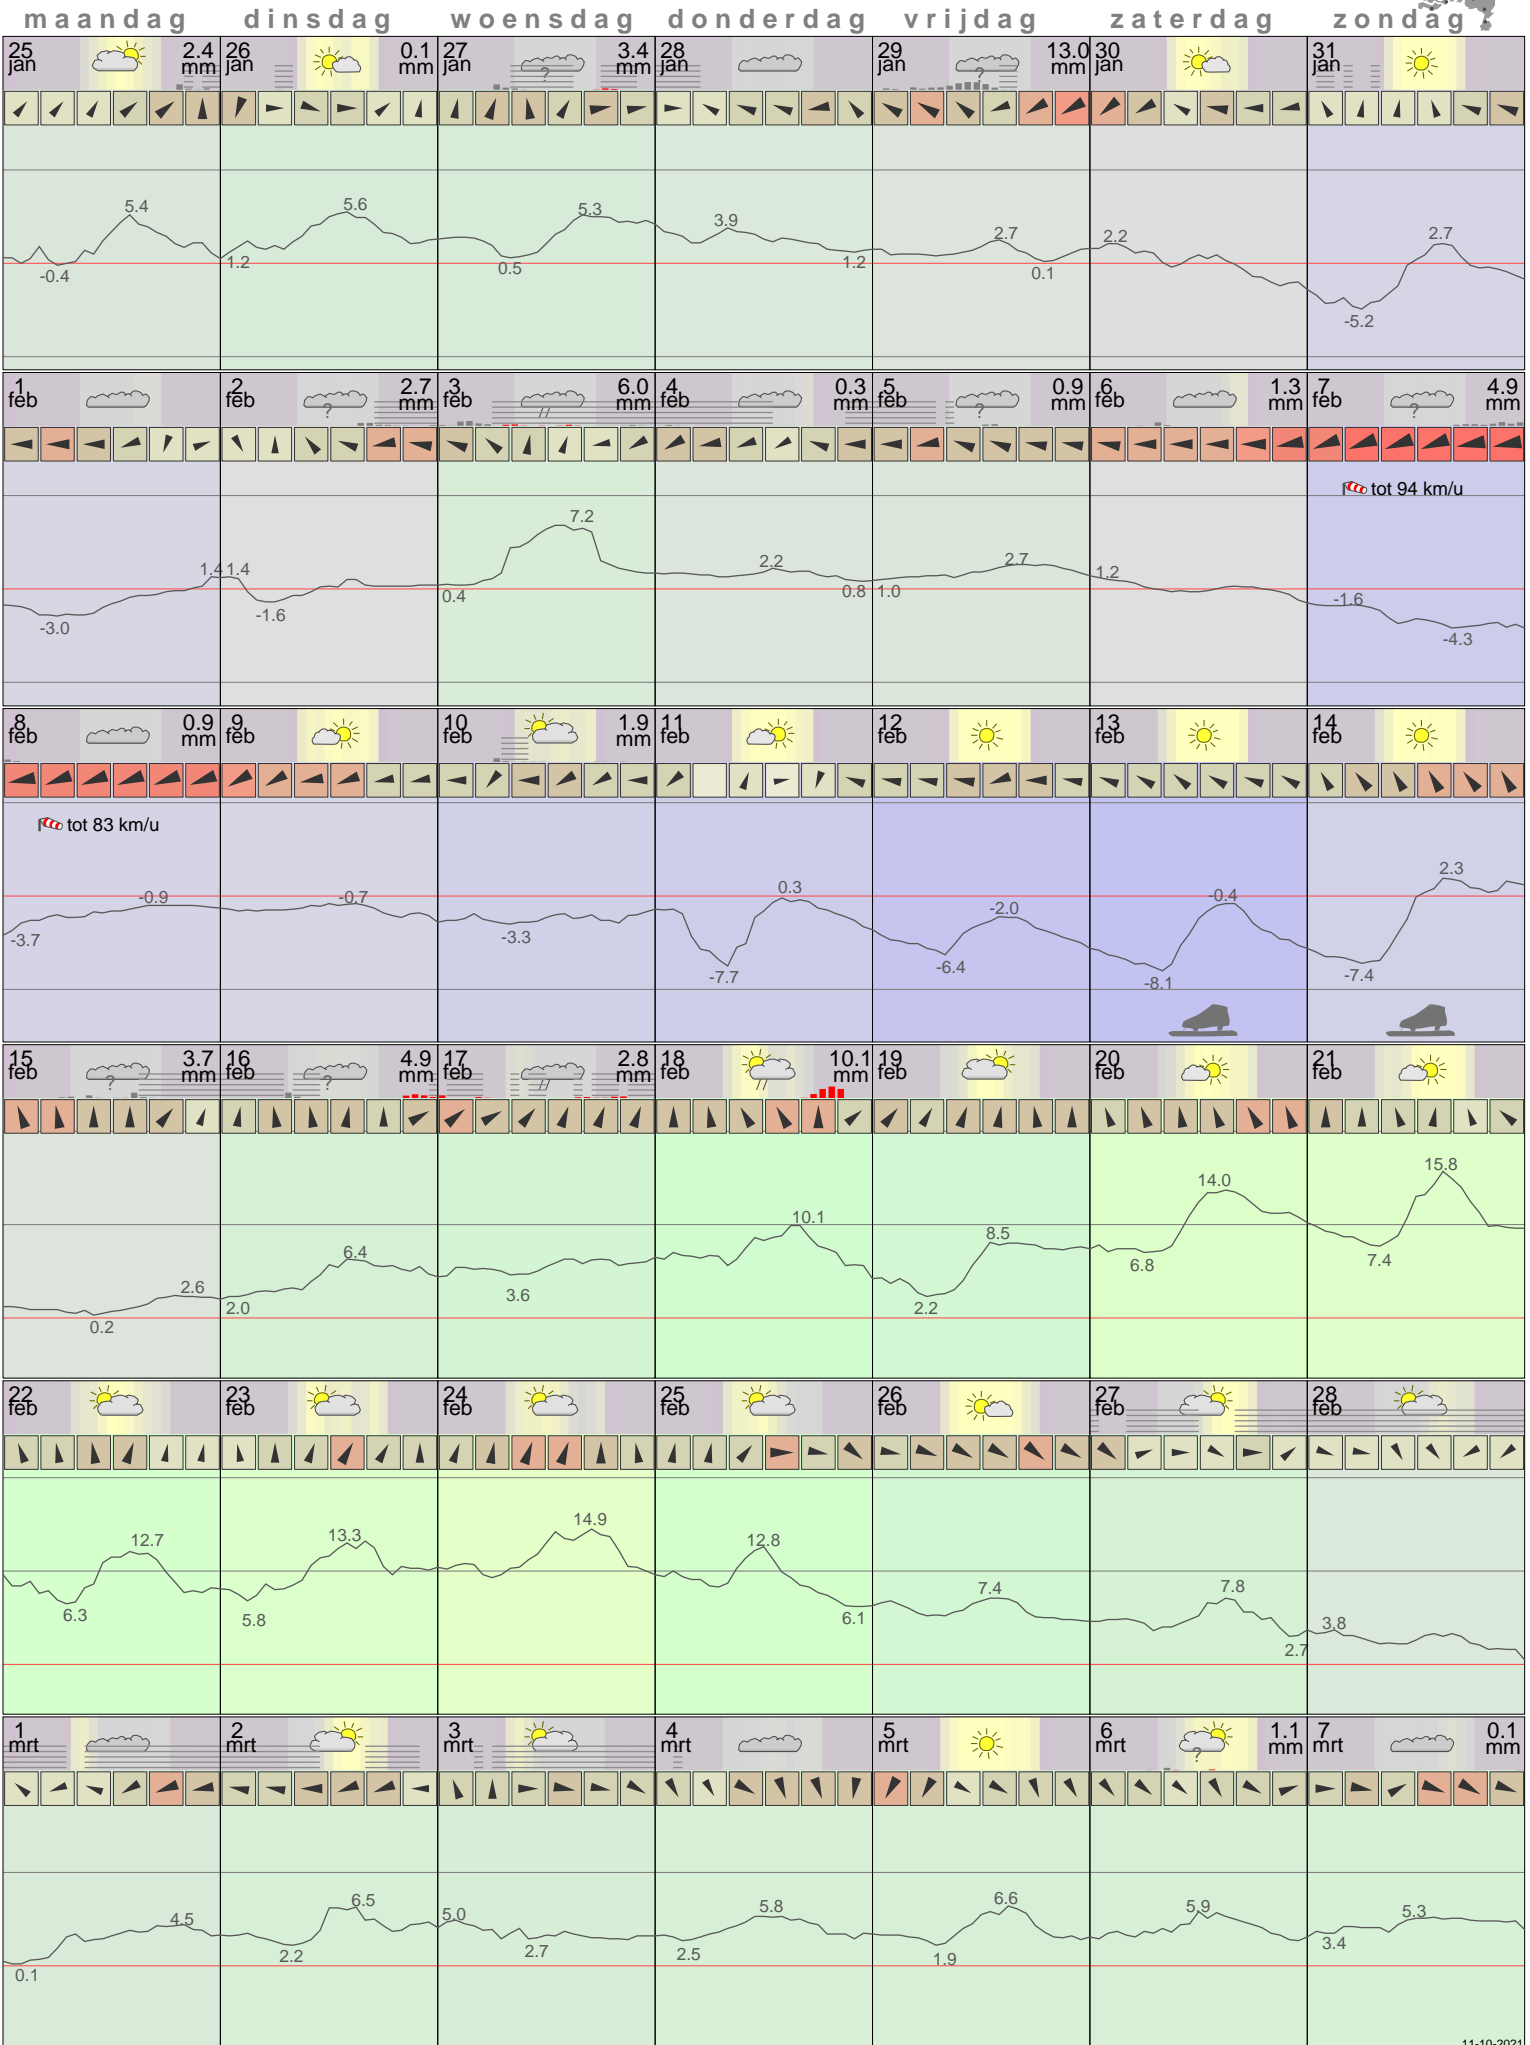 maandag dinsdag woensdag donderdag vrijdag zaterdag zondag
25 jan 2.4 mm 26 jan 0.1 mm 27 jan 3.4 mm 28 jan 29 jan 13.0 mm 30 jan 31 jan
? ?
5.4 5.6 5.3 3.9 2.7 2.2 2.7
-0.4 1.2 0.5 1.2 0.1 -5.2
1 feb 2 feb 2.7 mm 3 feb 6.0 mm 4 feb 0.3 mm 5 feb 0.9 mm 6 feb 1.3 mm 7 feb 4.9 mm
? ? ?
tot 94 km/u
1.4 1.4 7.2 2.2 2.7 1.2 -1.6
-3.0 -1.6 0.4 0.8 1.0 -4.3
8 feb 0.9 mm 9 feb 10 feb 1.9 mm 11 feb 12 feb 13 feb 14 feb
tot 83 km/u
-0.9 -0.7 0.3 -2.0 -0.4 2.3
-3.7 -3.3 -7.7 -6.4 -8.1 -7.4
15 feb 3.7 mm 16 feb 4.9 mm 17 feb 2.8 mm 18 feb 10.1 mm 19 feb 20 feb 21 feb
? ?
2.6 6.4 10.1 8.5 14.0 15.8
0.2 2.0 3.6 2.2 6.8 7.4
22 feb 23 feb 24 feb 25 feb 26 feb 27 feb 28 feb
12.7 13.3 14.9 12.8 7.4 7.8 3.8
6.3 5.8 6.1 2.7
1 mrt 2 mrt 3 mrt 4 mrt 5 mrt 6 mrt 1.1 mm 7 mrt 0.1 mm
?
4.5 6.5 5.0 5.8 6.6 5.9 5.3
0.1 2.2 2.7 2.5 1.9 3.4
11-10-2021